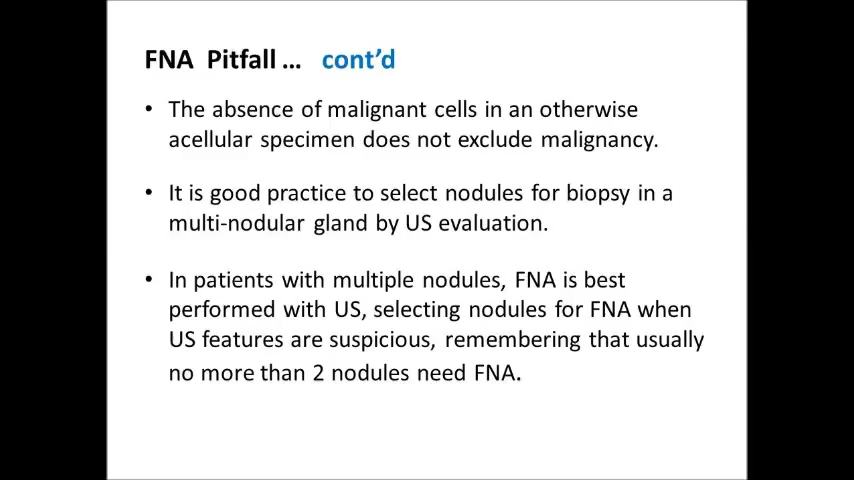 FNA Pitfall ... cont’d
• The absence of malignant cells in an otherwise
acellular specimen does not exclude malignancy.
• It is good practice to select nodules for biopsy in a
multi-nodular gland by US evaluation.
• In patients with multiple nodules, FNA is best
performed with US, selecting nodules for FNA when
US features are suspicious, remembering that usually
no more than 2 nodules need FNA.